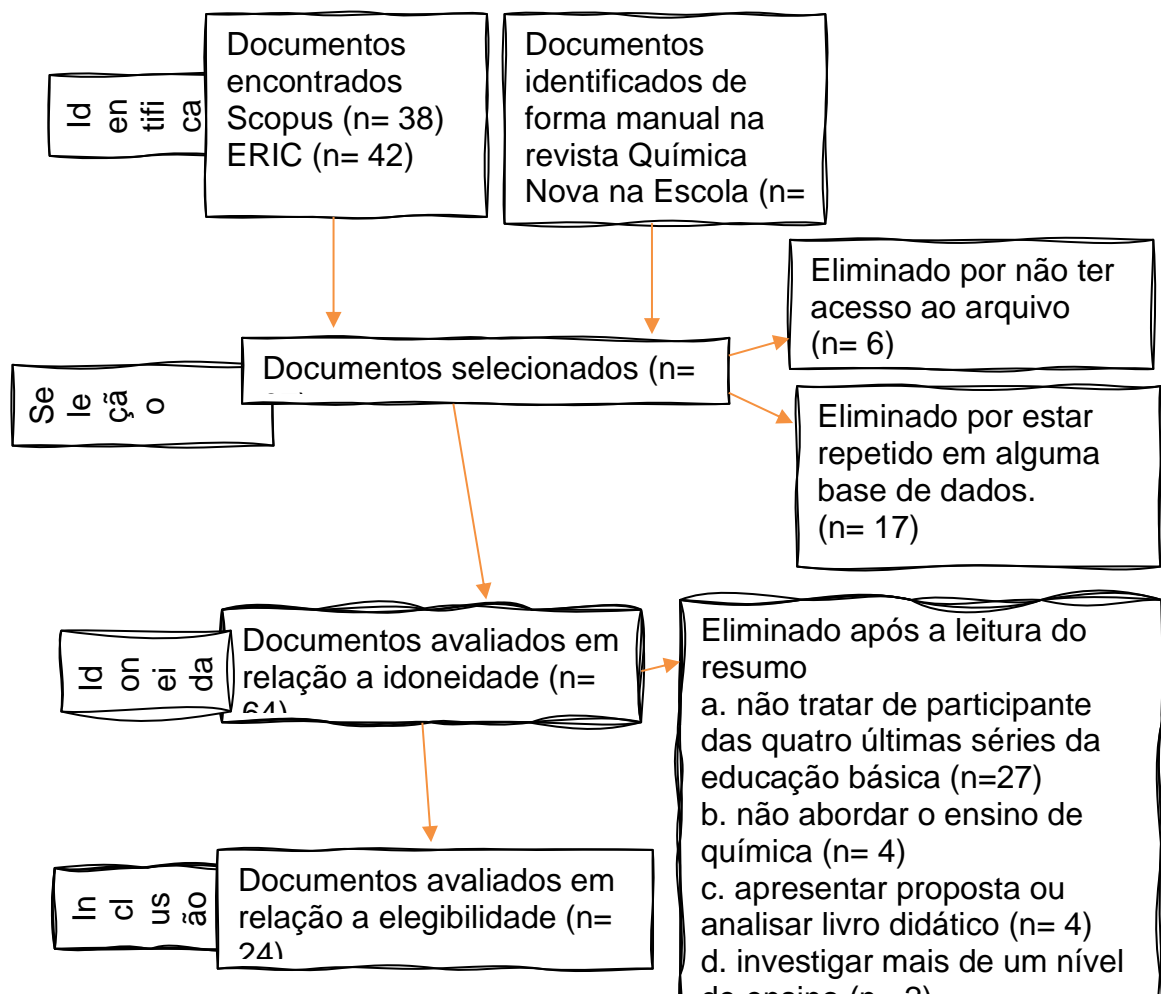 Id
en
tifi
ca
Documentos
encontrados
Scopus (n= 38)
ERIC (n= 42)
Documentos
identificados de
forma manual na
revista Química
Nova na Escola (n=
Eliminado por não ter
acesso ao arquivo
(n= 6)
Se
le
çã
o
Documentos selecionados (n=
Eliminado por estar
repetido em alguma
base de dados.
(n= 17)
Id
on
ei
da
Documentos avaliados em
relação a idoneidade (n=
64)
Eliminado após a leitura do
resumo
a. não tratar de participante
das quatro últimas séries da
educação básica (n=27)
b. não abordar o ensino de
química (n= 4)
c. apresentar proposta ou
analisar livro didático (n= 4)
d. investigar mais de um nível
de ensino
In
cl
us
ão
Documentos avaliados em
relação a elegibilidade (n=
24)